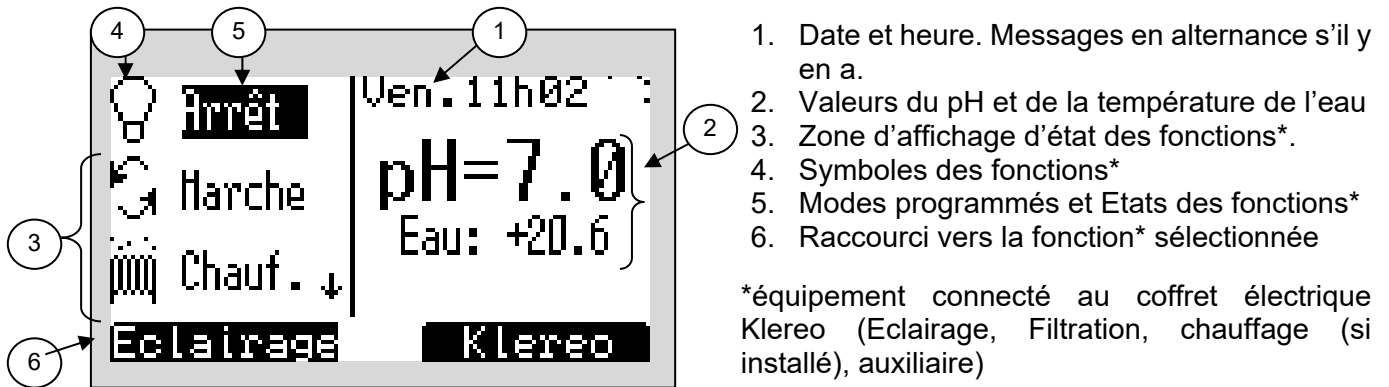 4
5
1
Arrêt
Ven.11h02
2
pH=7.0
Marche
Eau: +20.6
3
Chauf.
6
Eclairage
Klereo
1. Date et heure. Messages en alternance s’il y
en a.
2. Valeurs du pH et de la température de l’eau
3. Zone d’affichage d’état des fonctions*.
4. Symboles des fonctions*
5. Modes programmés et Etats des fonctions*
6. Raccourci vers la fonction* sélectionnée
*équipement connecté au coffret électrique
Klereo (Eclairage, Filtration, chauffage (si
installé), auxiliaire)